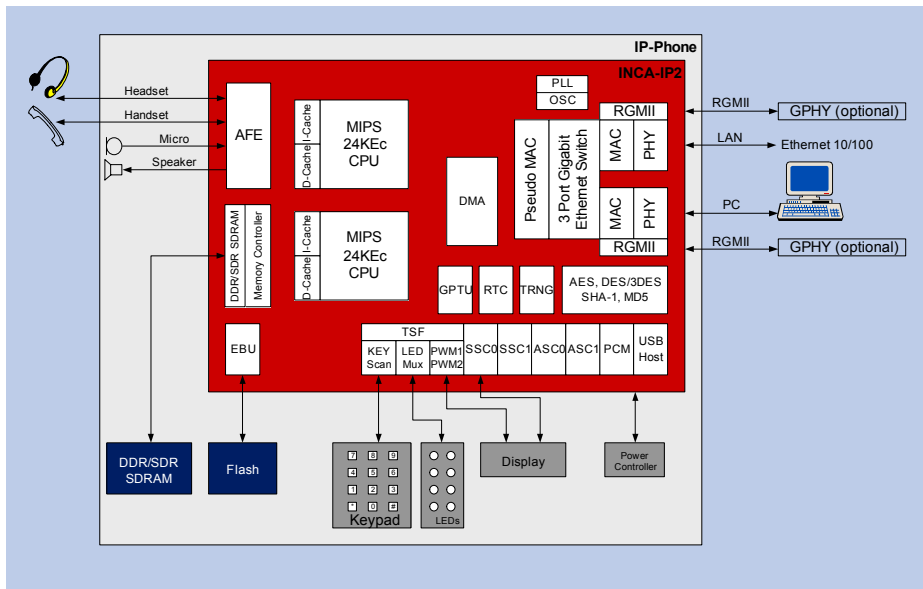 IP-Phone
INCA-IP2
Headset
Handset
Micro
Speaker
AFE
I-Cache
D-Cache
MIPS
24KEc
CPU
PLL
OSC
RGMII
MAC
PHY
Pseudo MAC
3 Port Gigabit
Ethernet Switch
MAC
PHY
RGMII
DMA
RGMII
GPHY (optional)
LAN
Ethernet 10/100
PC
RGMII
GPHY (optional)
DDR/SDR SDRAM
Memory Controller
I-Cache
D-Cache
MIPS
24KEc
CPU
GPTU
RTC
TRNG
AES, DES/3DES
SHA-1, MD5
EBU
TSF
KEY
Scan
LED
Mux
PWM1
PWM2
SSC0
SSC1
ASC0
ASC1
PCM
USB
Host
DDR/SDR
SDRAM
Flash
7 8 9
4 5 6
1 2 3
* 0 #
Keypad
LEDs
Display
Power
Controller